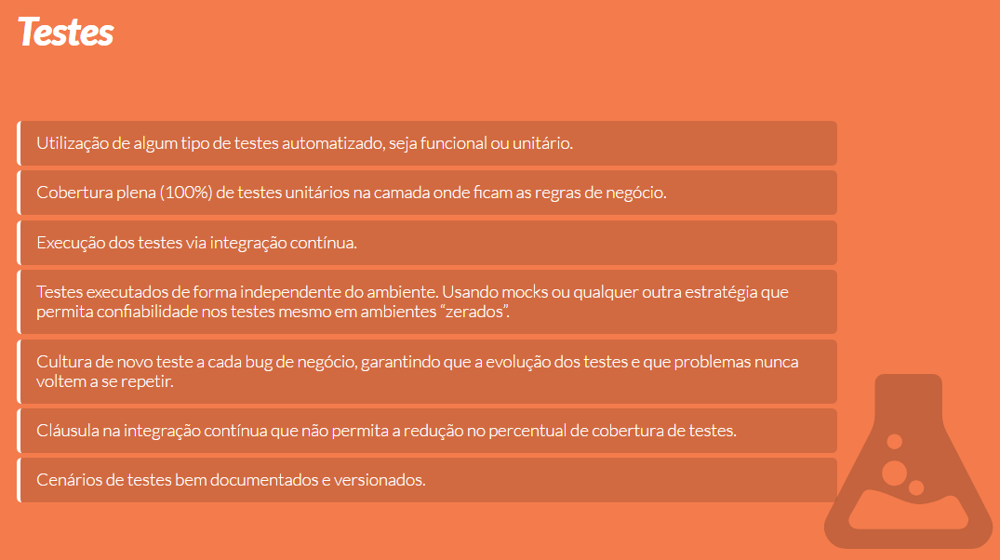 Testes
Utilização de algum tipo de testes automatizado, seja funcional ou unitário.
Cobertura plena (100%) de testes unitários na camada onde ficam as regras de negócio.
Execução dos testes via integração contínua.
Testes executados de forma independente do ambiente. Usando mocks ou qualquer outra estratégia que
permita confiabilidade nos testes mesmo em ambientes “zerados”.
Cultura de novo teste a cada bug de negócio, garantindo que a evolução dos testes e que problemas nunca
voltem a se repetir.
Cláusula na integração contínua que não permita a redução no percentual de cobertura de testes.
Cenários de testes bem documentados e versionados.